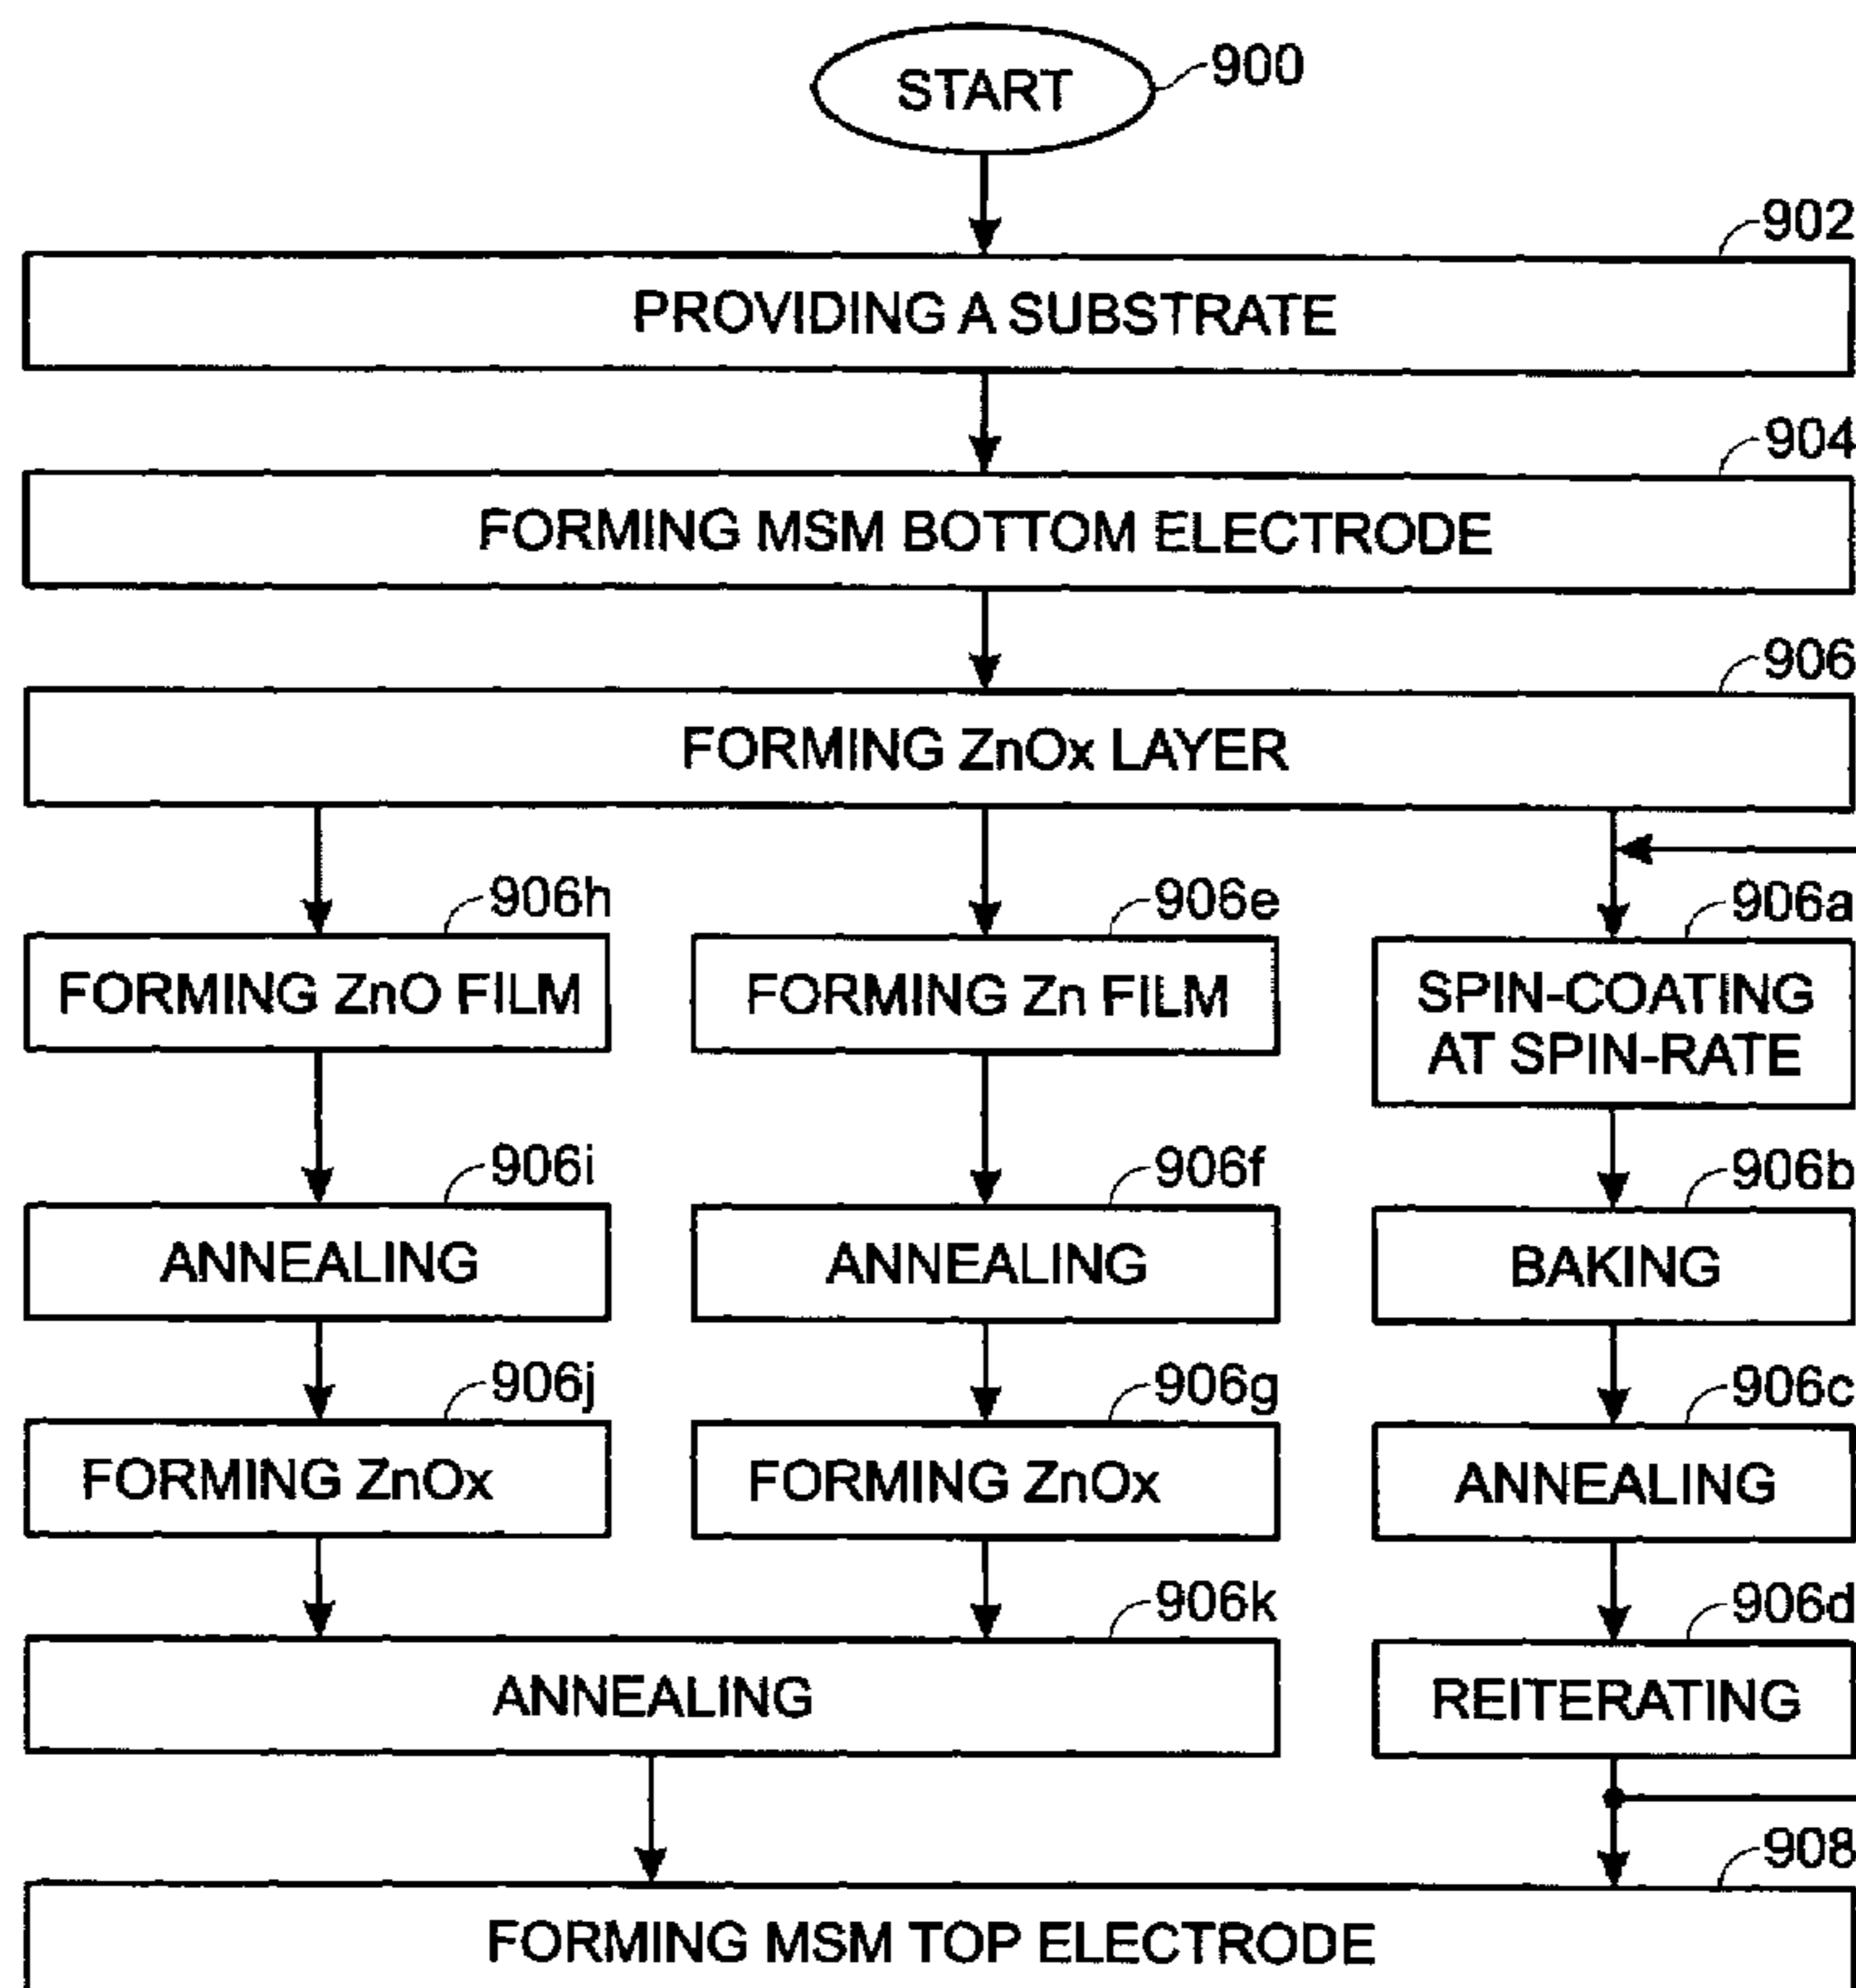 START
900
902
PROVIDING A SUBSTRATE
904
FORMING MSM BOTTOM ELECTRODE
906
FORMING ZnOx LAYER
906h
FORMING ZnO FILM
906e
FORMING Zn FILM
906a
SPIN-COATING
AT SPIN-RATE
906i
ANNEALING
906f
ANNEALING
906b
BAKING
906j
FORMING ZnOx
906g
FORMING ZnOx
906c
ANNEALING
906k
ANNEALING
906d
REITERATING
908
FORMING MSM TOP ELECTRODE